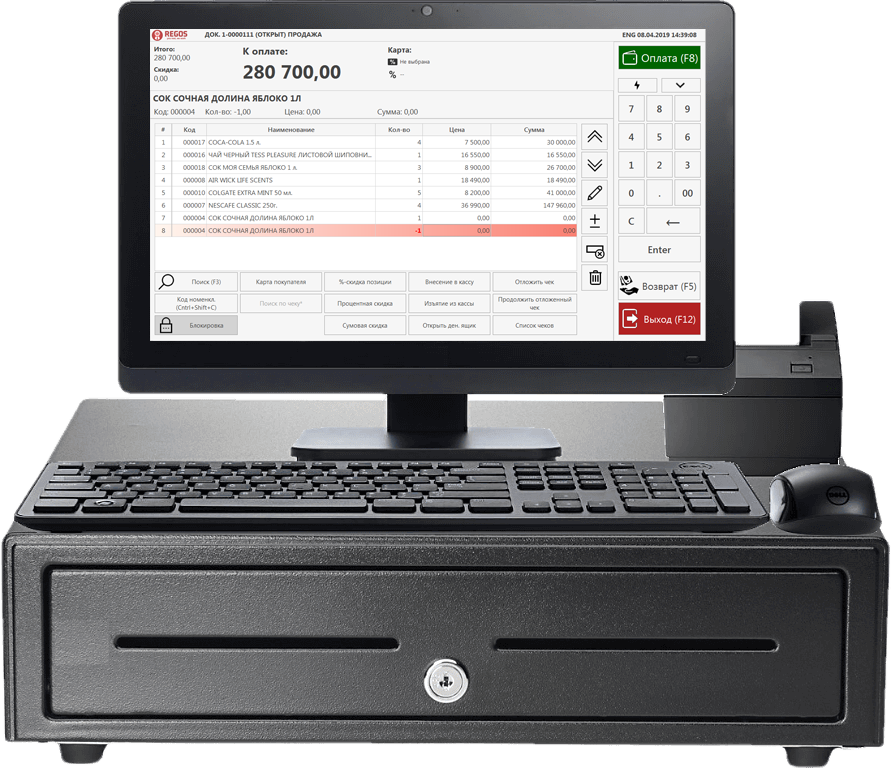 REGOS
ДОК. 1-0000111 (ОТКРЫТ) ПРОДАЖА
ENG 08.04.2019 14:39:08
Итого:
280 700,00
Скидка:
0,00
К оплате:
280 700,00
Карта:
% Не выбрана
% --
Оплата (F8)
СОК СОЧНАЯ ДОЛИНА ЯБЛОКО 1Л
Код: 000004 Кол-во: -1,00 Цена: 0,00 Сумма: 0,00
# Код Наименование Кол-во Цена Сумма
1 000017 COCA-COLA 1.5 л. 4 7 500,00 30 000,00
2 000016 ЧАЙ ЧЕРНЫЙ TESS PLEASURE ЛИСТОВОЙ ШИПОВНИ... 1 16 550,00 16 550,00
3 000018 СОК МОЯ СЕМЬЯ ЯБЛОКО 1 л. 3 8 900,00 26 700,00
4 000008 AIR WICK LIFE SCENTS 1 18 490,00 18 490,00
5 000010 COLGATE EXTRA MINT 50 мл. 5 8 200,00 41 000,00
6 000007 NESCAFE CLASSIC 250г. 4 36 990,00 147 960,00
7 000004 СОК СОЧНАЯ ДОЛИНА ЯБЛОКО 1Л 1 0,00 0,00
8 000004 СОК СОЧНАЯ ДОЛИНА ЯБЛОКО 1Л -1 0,00 0,00
7 8 9
4 5 6
1 2 3
0 . 00
C ←
Enter
Возврат (F5)
Выход (F12)
Поиск (F3) Карта покупателя %-скидка позиции Внесение в кассу Отложить чек
Код номенкл.
(Cntrl+Shift+C)
Поиск по чеку* Процентная скидка Изъятие из кассы
Продолжить отложенный
чек
Блокировка Сумовая скидка Открыть ден. ящик Список чеков
DELL